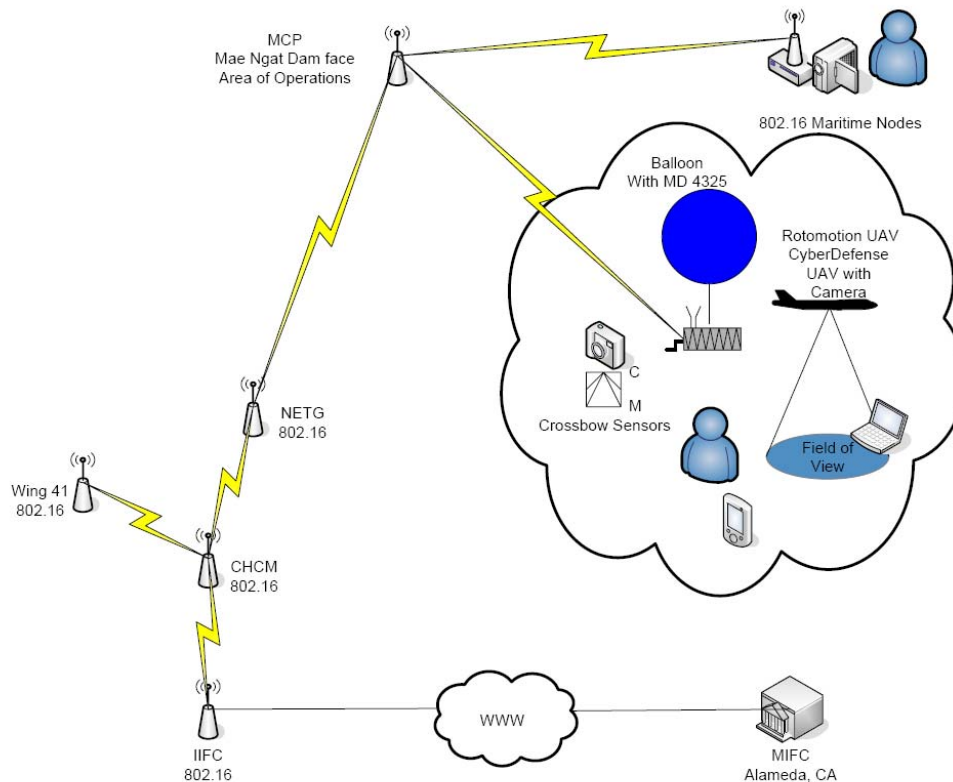 MCP
Mae Ngat Dam face
Area of Operations
802.16 Maritime Nodes
Balloon
With MD 4325
Rotomotion UAV
CyberDefense
UAV with
Camera
C
M
Crossbow Sensors
Field of
View
NETG
802.16
Wing 41
802.16
CHCM
802.16
IIFC
802.16
WWW
MIFC
Alameda, CA